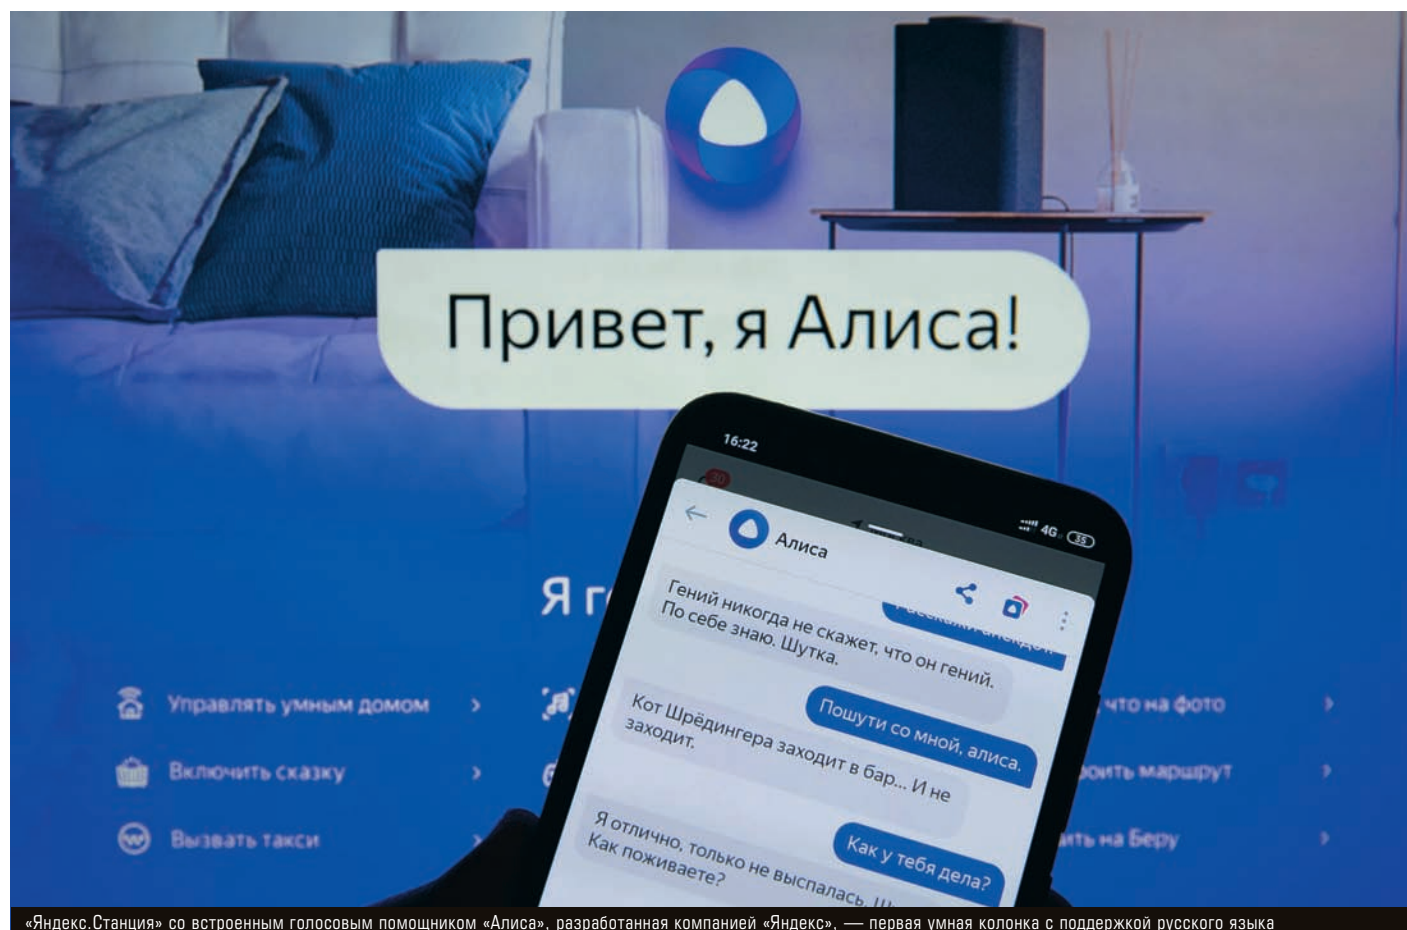 Привет, я Алиса!
16:22
4G 35
30
Алиса
Гений никогда не скажет, что он гений.
По себе знаю. Шутка.
Пошути со мной, алиса.
Кот Шрёдингера заходит в бар... И не
заходит.
Как у тебя дела?
Я отлично, только не выспалась.
Как поживаете?
Я
Управлять умным домом
что на фото
Включить сказку
маршрут
Вызвать такси
на Беру
«Яндекс.Станция» со встроенным голосовым помощником «Алиса», разработанная компанией «Яндекс», — первая умная колонка с поддержкой русского языка